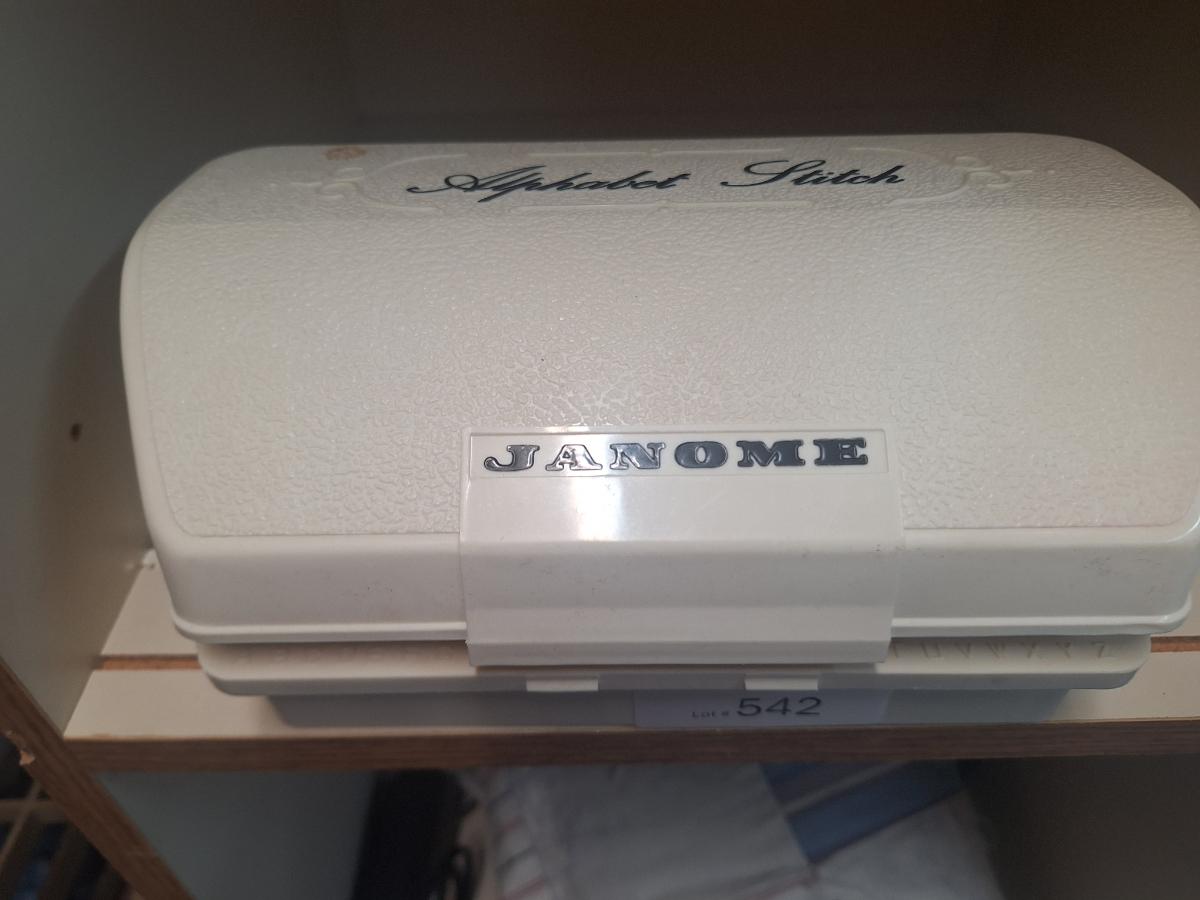 Alphabet Stitch
JANOME
U V W X Y Z
Lot # 542